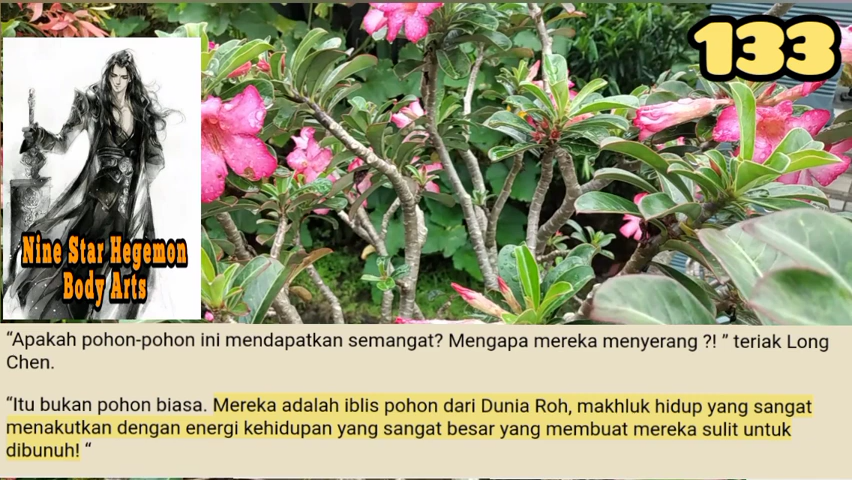 133
Nine Star Hegemon
Body Arts
“Apakah pohon-pohon ini mendapatkan semangat? Mengapa mereka menyerang ?! ” teriak Long
Chen.
“Itu bukan pohon biasa. Mereka adalah iblis pohon dari Dunia Roh, makhluk hidup yang sangat
menakutkan dengan energi kehidupan yang sangat besar yang membuat mereka sulit untuk
dibunuh! “